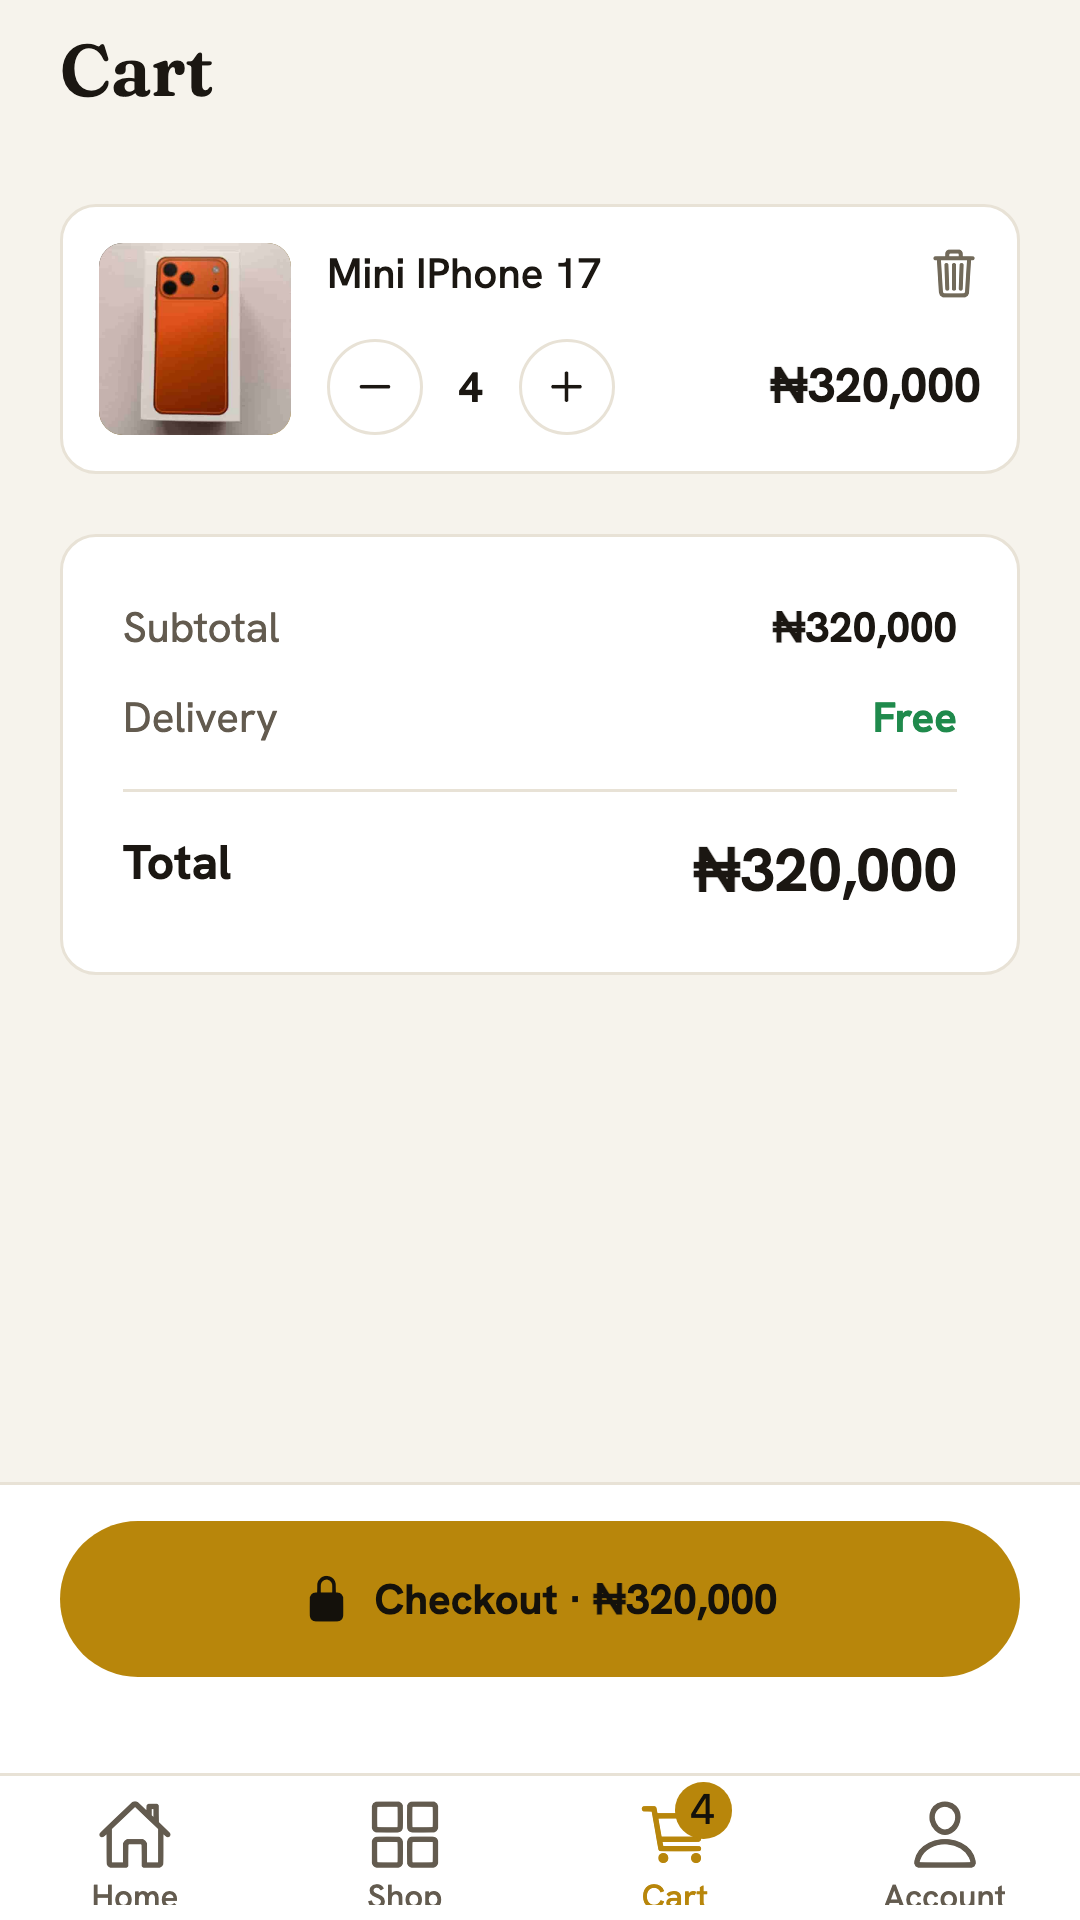 Cart
Mini IPhone 17
4
₦320,000
Subtotal ₦320,000
Delivery Free
Total ₦320,000
Checkout · ₦320,000
4
Home Shop Cart Account